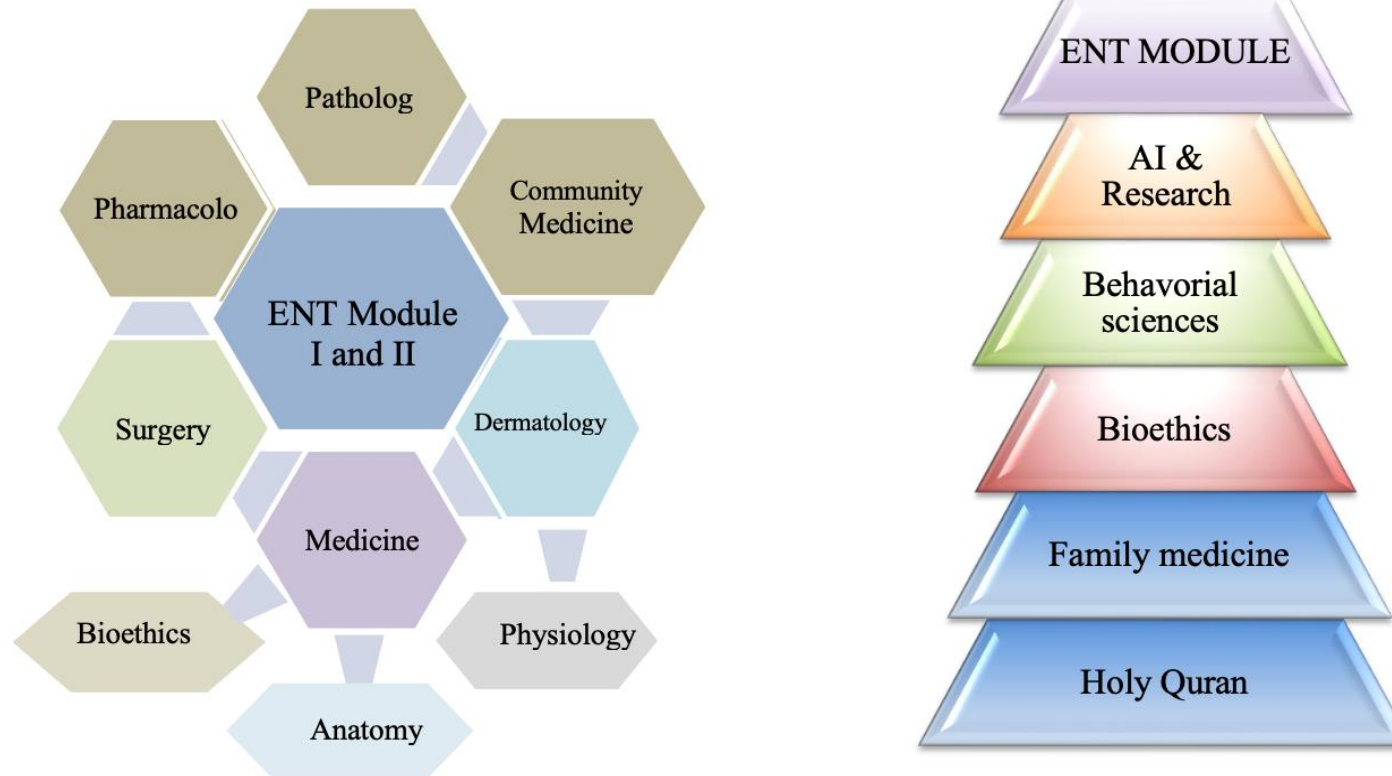 Patholog
Pharmacolo
Community
Medicine
ENT Module
I and II
Surgery
Dermatology
Medicine
Bioethics
Physiology
Anatomy
ENT MODULE
AI &
Research
Behavorial
sciences
Bioethics
Family medicine
Holy Quran